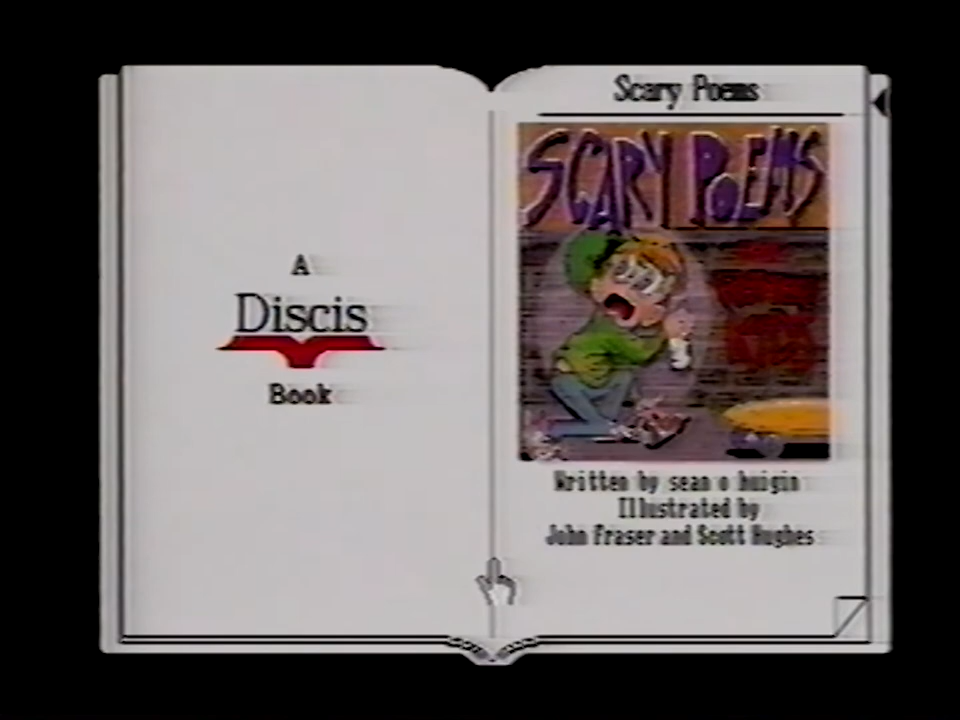 A
Discis
Book
Scary Poems
SCARY POEMS
Written by sean o huigin
Illustrated by
John Fraser and Scott Hughes